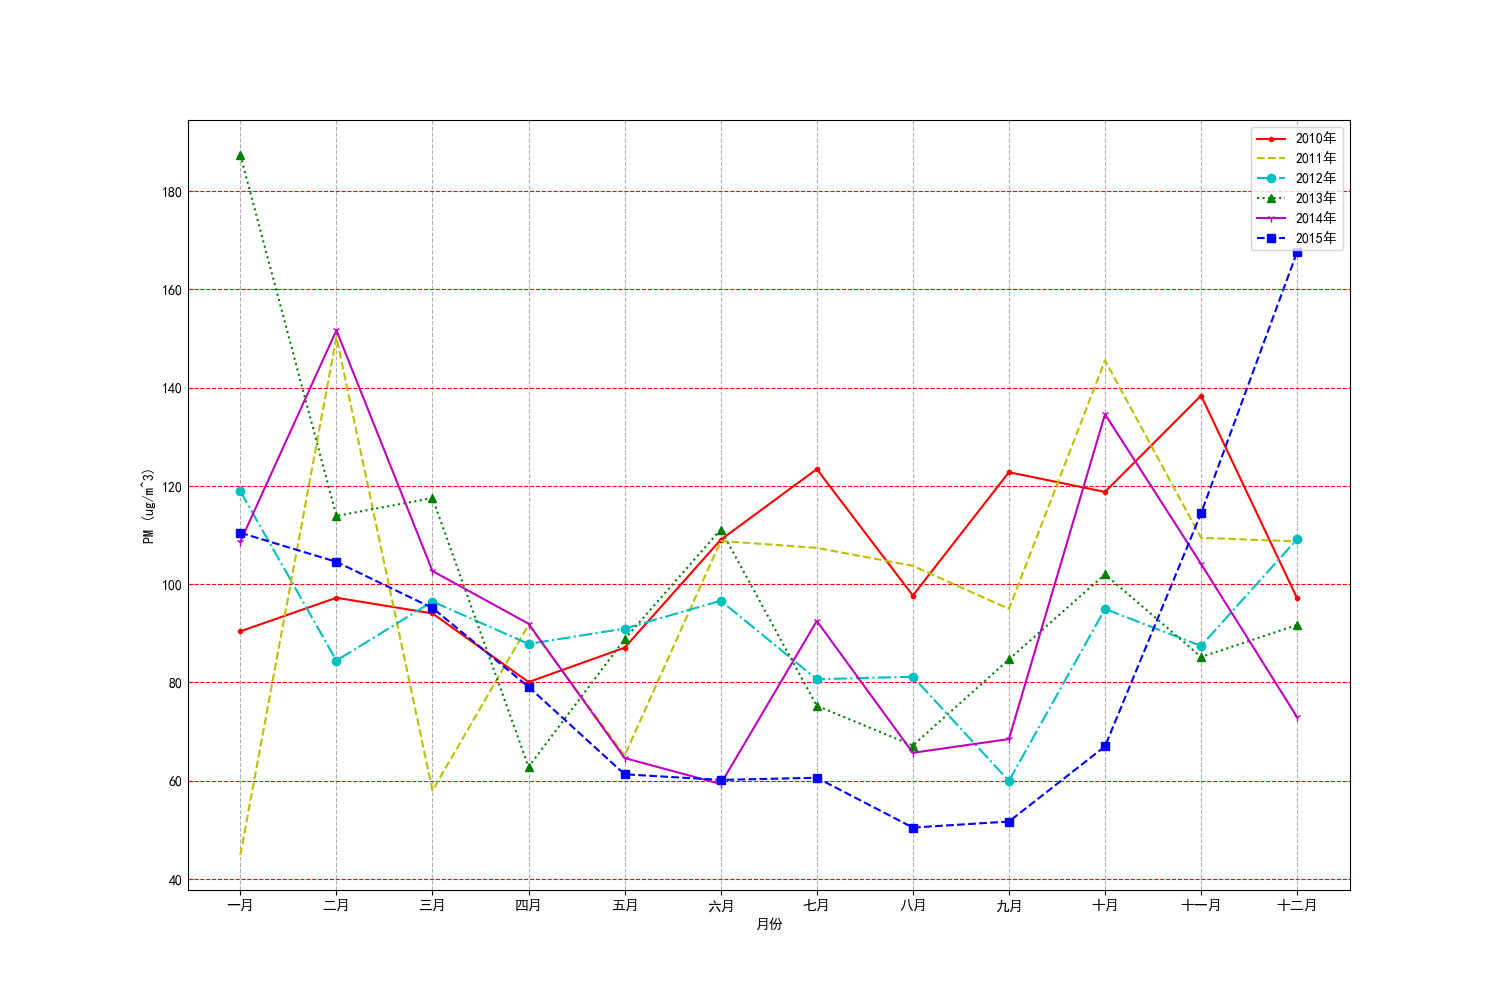 2010年
2011年
2012年
2013年
2014年
2015年
PM (ug/m^3)
180
160
140
120
100
80
60
40
一月 二月 三月 四月 五月 六月 七月 八月 九月 十月 十一月 十二月
月份